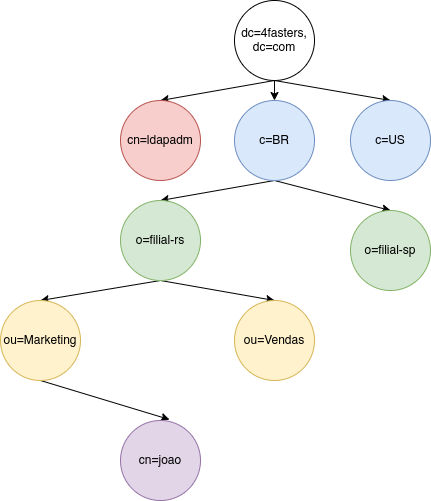 dc=4fasters,
dc=com
cn=ldapadm
c=BR
c=US
o=filial-rs
o=filial-sp
ou=Marketing
ou=Vendas
cn=joao